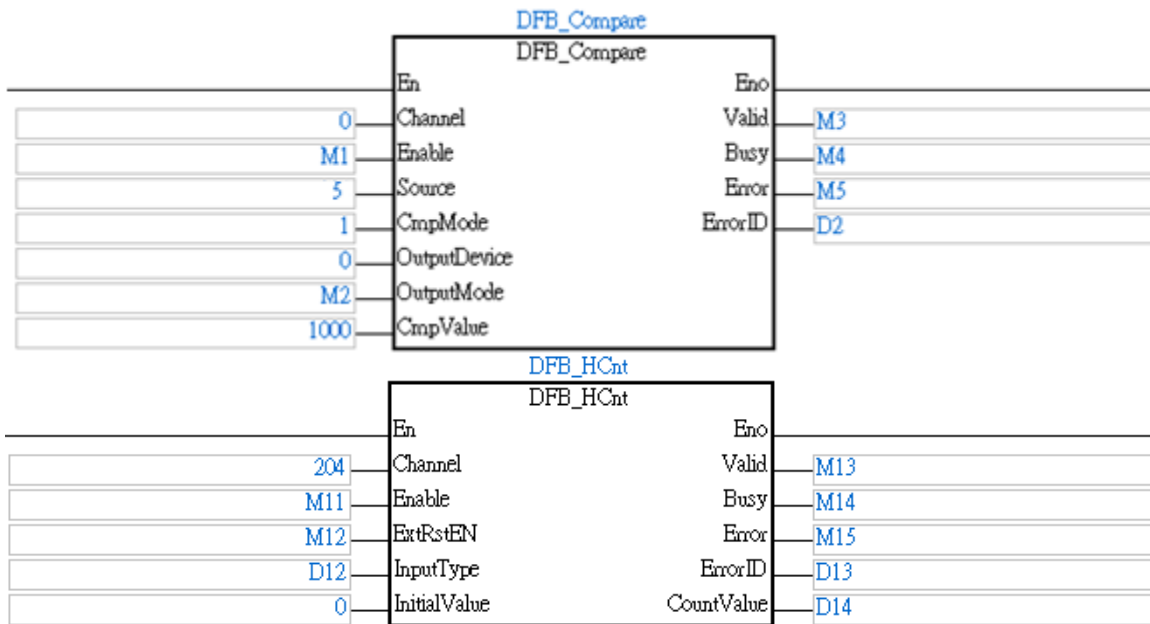 DFB_Compare
DFB_Compare
En Eno
0 Channel Valid M3
M1 Enable Busy M4
5 Source Error M5
1 CmpMode ErrorID D2
0 OutputDevice
M2 OutputMode
1000 CmpValue
DFB_HCnt
DFB_HCnt
En Eno
204 Channel Valid M13
M11 Enable Busy M14
M12 ExtRstEN Error M15
D12 InputType ErrorID D13
0 InitialValue CountValue D14